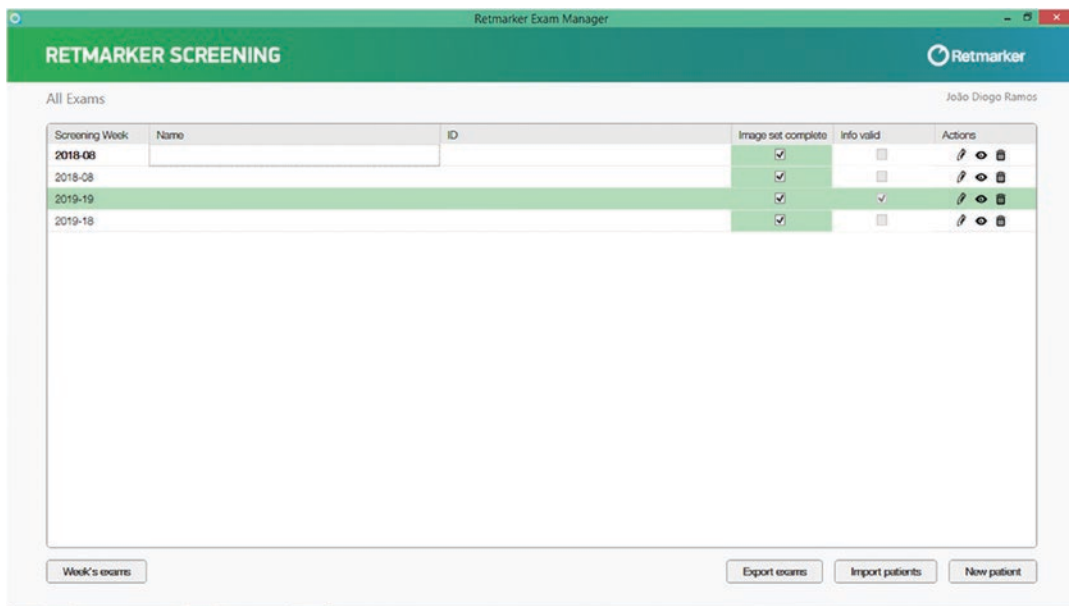 Retmarker Exam Manager
RETMARKER SCREENING
Retmarker
All Exams
João Diogo Ramos
Screening Week Name ID Image set complete Info valid Actions
2018-08
2018-08
2019-19
2019-18
Week's exams Export exams Import patients New patient